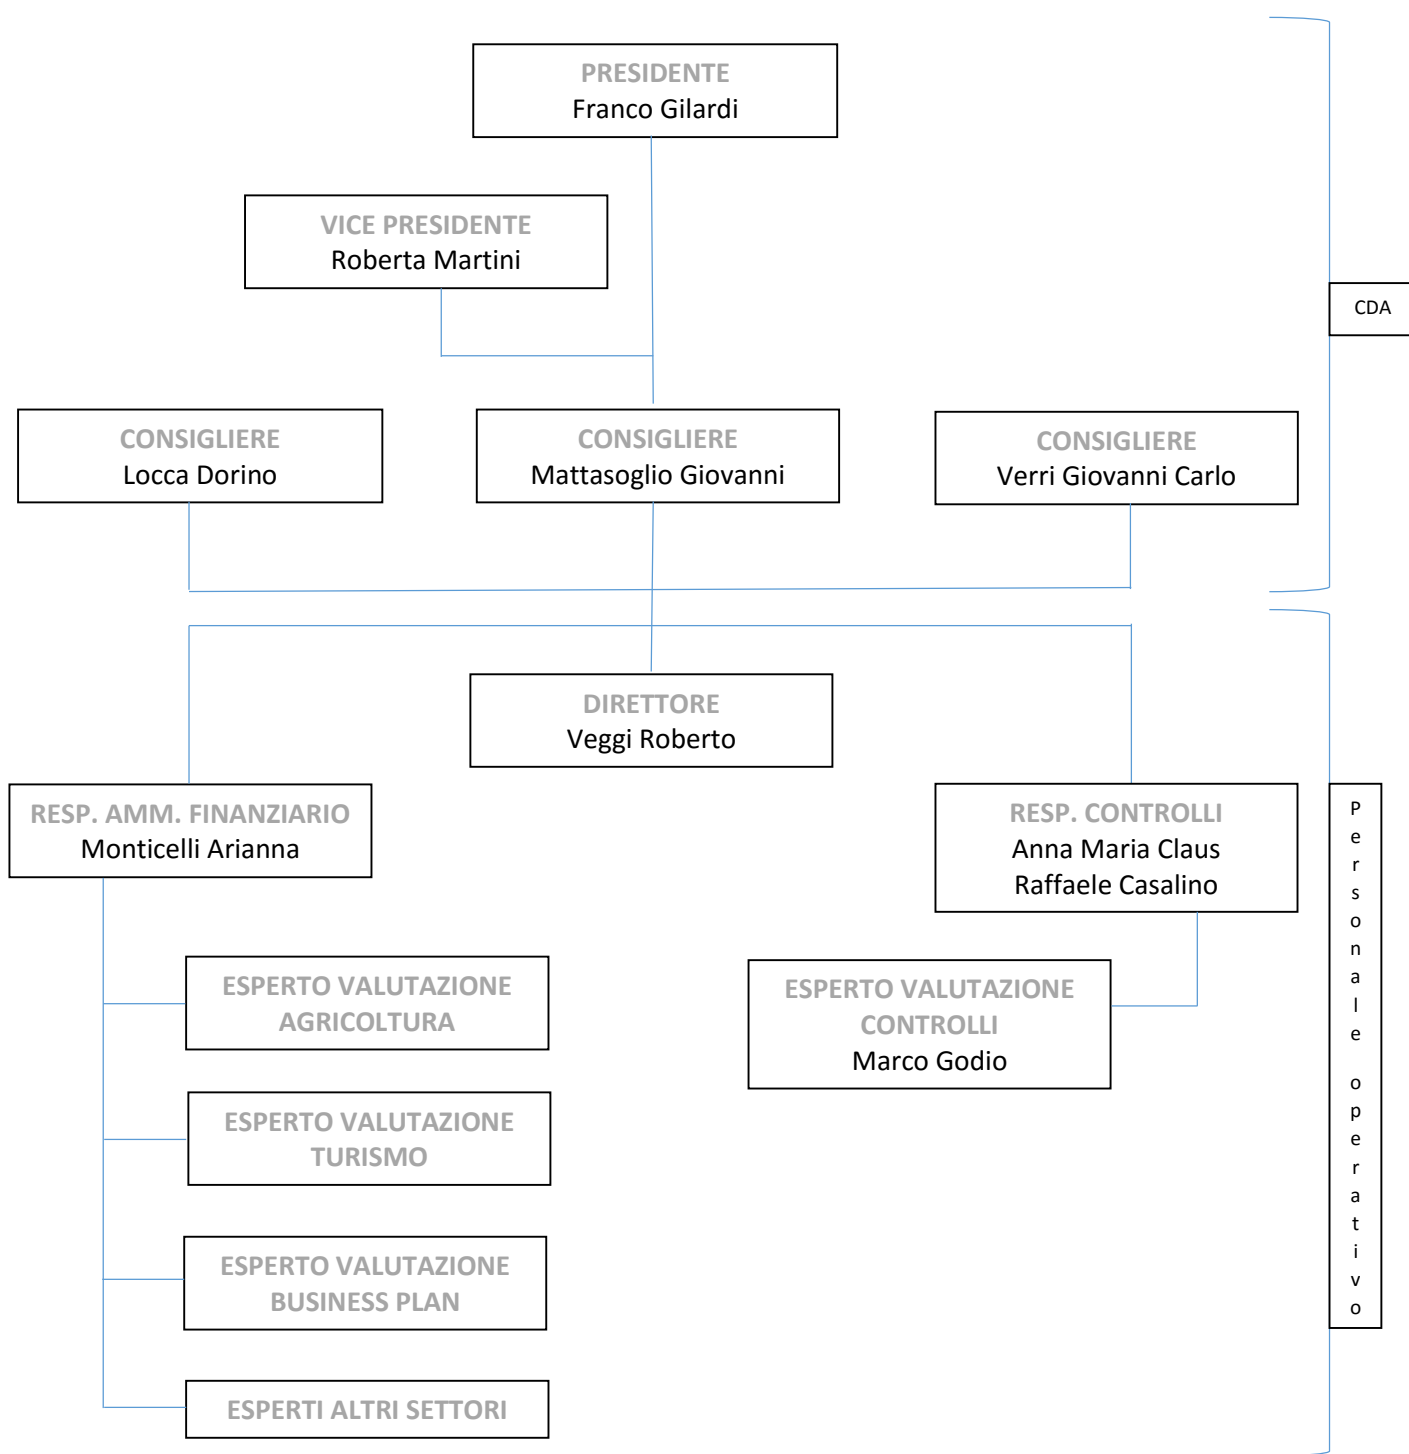 PRESIDENTE
Franco Gilardi
VICE PRESIDENTE
Roberta Martini
CDA
CONSIGLIERE
Locca Dorino
CONSIGLIERE
Mattasoglio Giovanni
CONSIGLIERE
Verri Giovanni Carlo
DIRETTORE
Veggi Roberto
RESP. AMM. FINANZIARIO
Monticelli Arianna
RESP. CONTROLLI
Anna Maria Claus
Raffaele Casalino
Personale operativo
ESPERTO VALUTAZIONE
AGRICOLTURA
ESPERTO VALUTAZIONE
CONTROLLI
Marco Godio
ESPERTO VALUTAZIONE
TURISMO
ESPERTO VALUTAZIONE
BUSINESS PLAN
ESPERTI ALTRI SETTORI